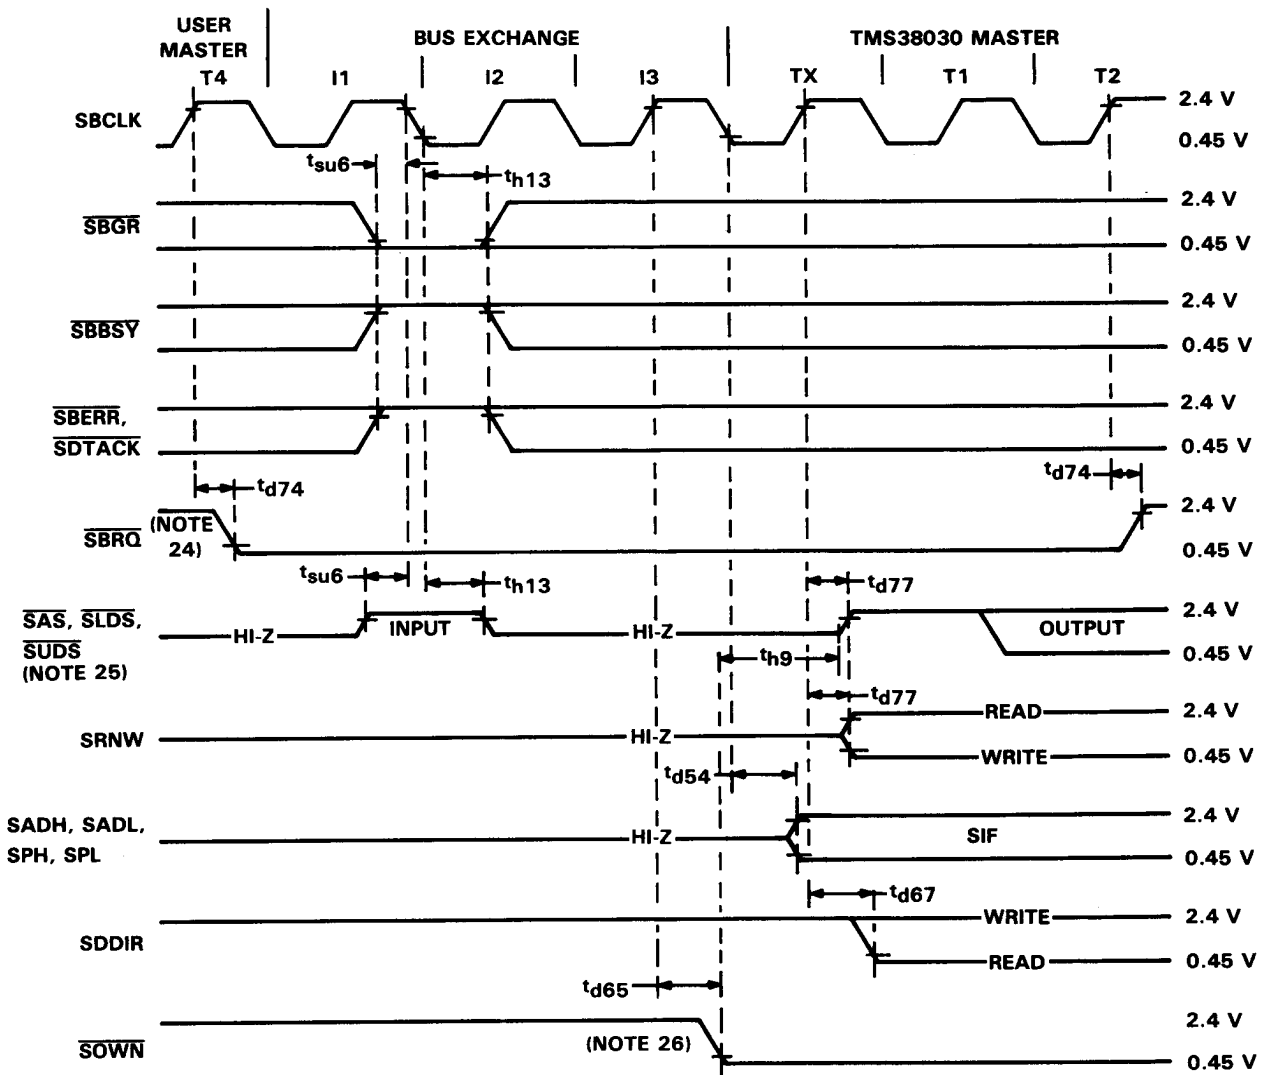 USER MASTER
BUS EXCHANGE
TMS38030 MASTER
T4
I1
I2
I3
TX
T1
T2
SBCLK
2.4 V
0.45 V
tsu6
th13
SBGR
2.4 V
0.45 V
SBBSY
2.4 V
0.45 V
SBERR,
SDTACK
2.4 V
0.45 V
td74
td74
SBRQ
(NOTE 24)
2.4 V
0.45 V
tsu6
th13
td77
SAS, SLDS,
SUDS
(NOTE 25)
HI-Z
INPUT
HI-Z
OUTPUT
2.4 V
0.45 V
th9
td77
SRNW
HI-Z
READ
WRITE
2.4 V
0.45 V
td54
SADH, SADL,
SPH, SPL
HI-Z
SIF
2.4 V
0.45 V
td67
SDDIR
WRITE
READ
2.4 V
0.45 V
td65
SOWN
(NOTE 26)
2.4 V
0.45 V